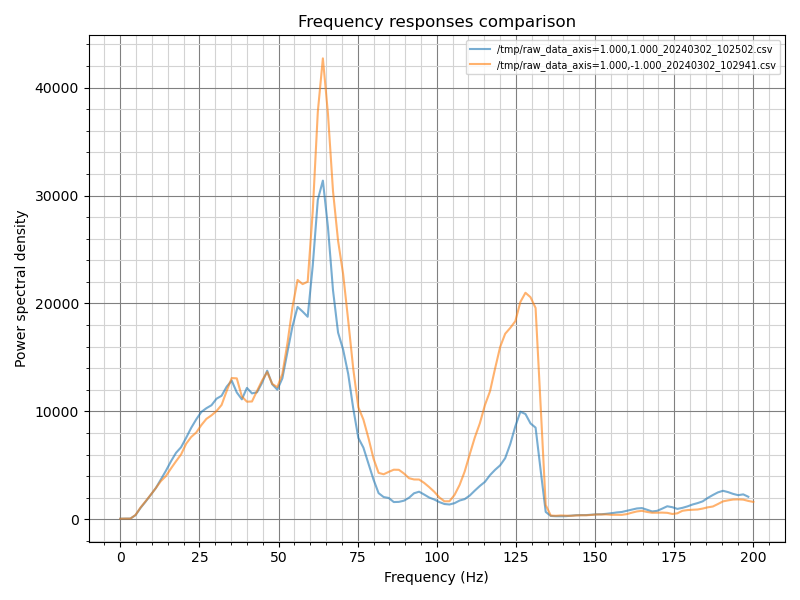 Frequency responses comparison
/tmp/raw_data_axis=1.000,1.000_20240302_102502.csv
/tmp/raw_data_axis=1.000,-1.000_20240302_102941.csv
Power spectral density
40000
30000
20000
10000
0
0 25 50 75 100 125 150 175 200
Frequency (Hz)